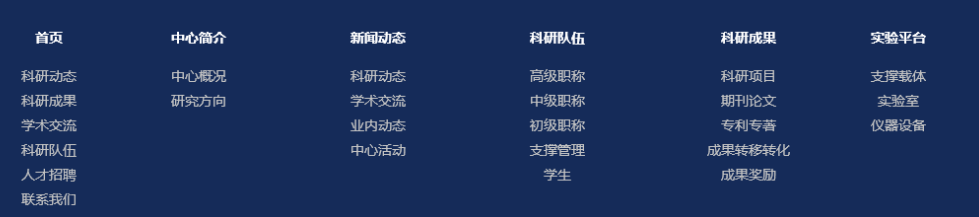 首页 中心简介 新闻动态 科研队伍 科研成果 实验平台
科研动态 中心概况 科研动态 高级职称 科研项目 支撑载体
科研成果 研究方向 学术交流 中级职称 期刊论文 实验室
学术交流 业内动态 初级职称 专利专著 仪器设备
科研队伍 中心活动 支撑管理 成果转移转化
人才招聘 学生 成果奖励
联系我们